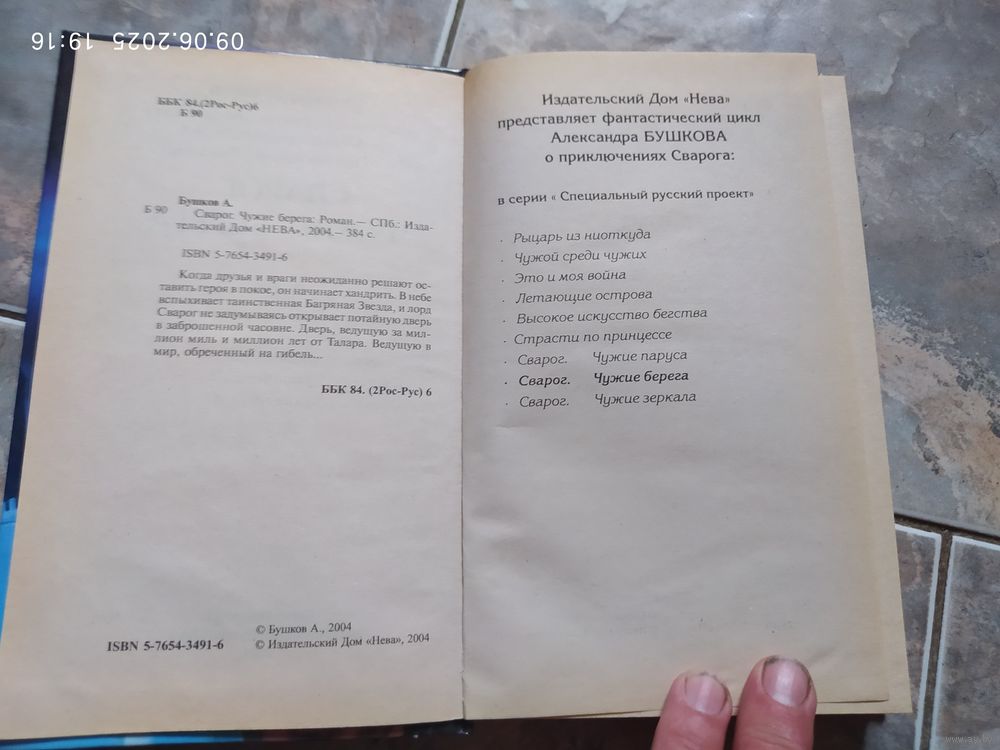 09.06.2025 19:16
ББК 84.(2Рос-Рус)6
Б 90
Бушков А.
Б 90 Сварог. Чужие берега: Роман.— СПб.: Изда-
тельский Дом «НЕВА», 2004.— 384 с.
ISBN 5-7654-3491-6
Когда друзья и враги неожиданно решают ос-
тавить героя в покое, он начинает хандрить. В небе
вспыхивает таинственная Багряная Звезда, и лорд
Сварог не задумываясь открывает потайную дверь
в заброшенной часовне. Дверь, ведущую за мил-
лион миль и миллион лет от Талара. Ведущую в
мир, обреченный на гибель...
ББК 84. (2Рос-Рус) 6
ISBN 5-7654-3491-6
© Бушков А., 2004
© Издательский Дом «Нева», 2004
Издательский Дом «Нева»
представляет фантастический цикл
Александра БУШКОВА
о приключениях Сварога:
в серии « Специальный русский проект»
. Рыцарь из ниоткуда
. Чужой среди чужих
. Это и моя война
. Летающие острова
. Высокое искусство бегства
. Страсти по принцессе
. Сварог. Чужие паруса
. Сварог. Чужие берега
. Сварог. Чужие зеркала
www.ay.by